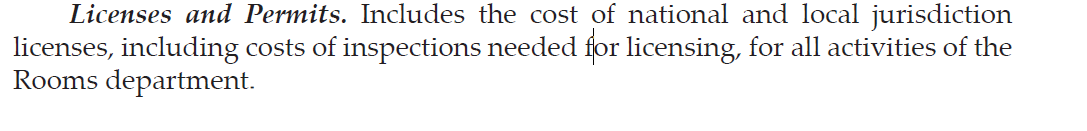 Licenses and Permits. Includes the cost of national and local jurisdiction
licenses, including costs of inspections needed for licensing, for all activities of the
Rooms department.